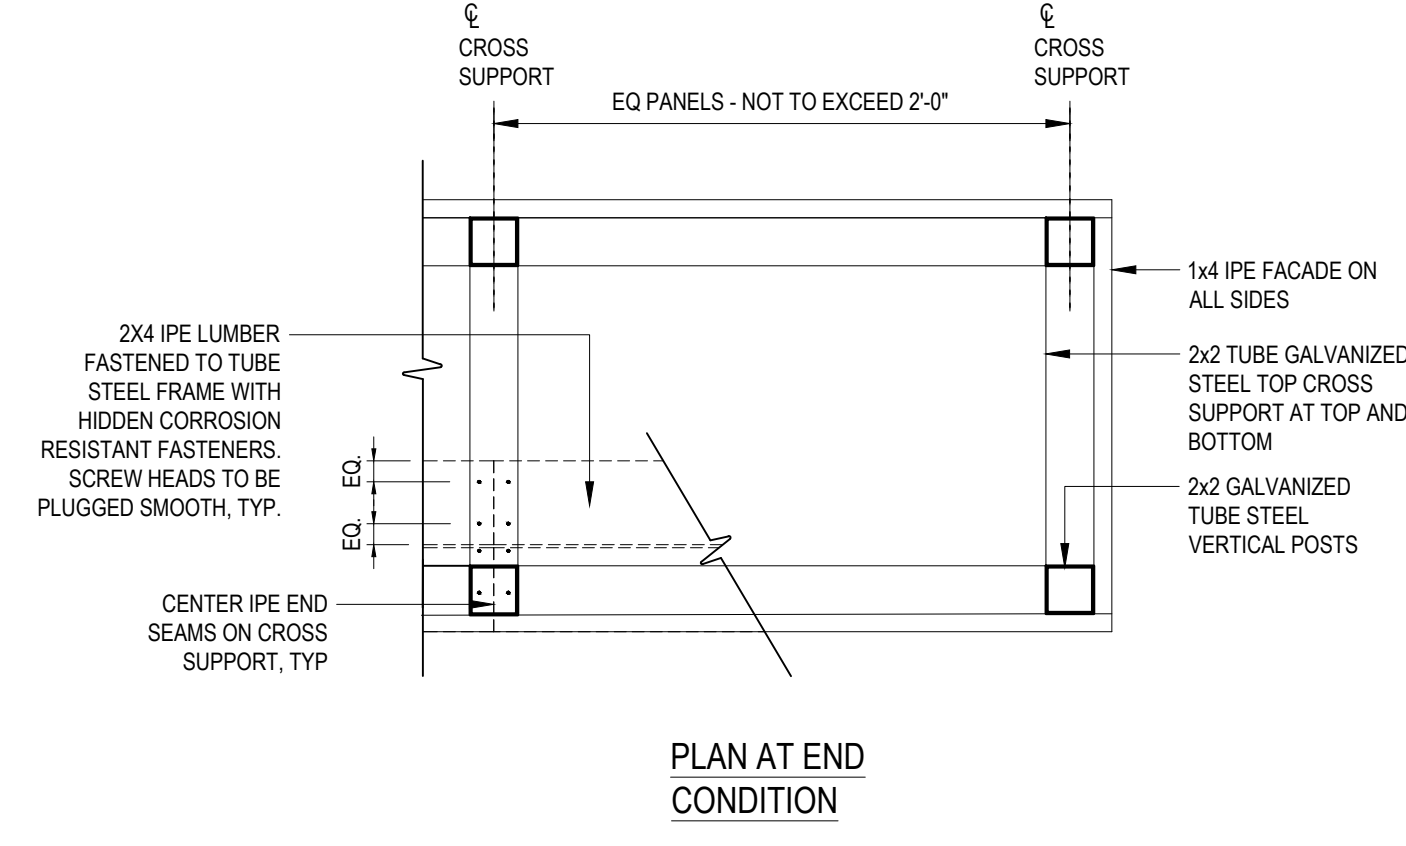 ℄
CROSS
SUPPORT
℄
CROSS
SUPPORT
EQ PANELS - NOT TO EXCEED 2'-0"
1x4 IPE FACADE ON
ALL SIDES
2X4 IPE LUMBER
FASTENED TO TUBE
STEEL FRAME WITH
HIDDEN CORROSION
RESISTANT FASTENERS.
SCREW HEADS TO BE
PLUGGED SMOOTH, TYP.
2x2 TUBE GALVANIZED
STEEL TOP CROSS
SUPPORT AT TOP AND
BOTTOM
EQ.
EQ.
2x2 GALVANIZED
TUBE STEEL
VERTICAL POSTS
CENTER IPE END
SEAMS ON CROSS
SUPPORT, TYP
PLAN AT END
CONDITION